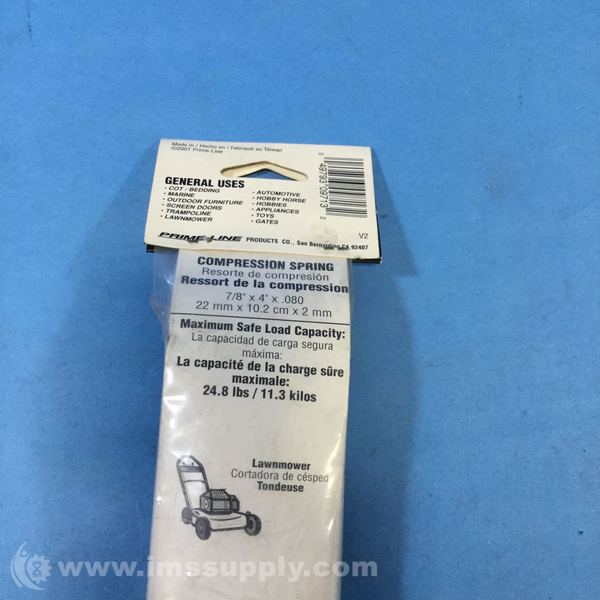 Made in / Hecho en / Fabriqué au Taiwan
©2001 Prime-Line
GENERAL USES
• COT / BEDDING
• MARINE
• OUTDOOR FURNITURE
• SCREEN DOORS
• TRAMPOLINE
• LAWNMOWER
• AUTOMOTIVE
• HOBBY HORSE
• HOBBIES
• APPLIANCES
• TOYS
• GATES
0 49793 09713 2
V2
PRIME-LINE PRODUCTS CO., San Bernardino CA 92407
COMPRESSION SPRING
Resorte de compresión
Ressort de la compression
7/8" x 4" x .080
22 mm x 10.2 cm x 2 mm
Maximum Safe Load Capacity:
La capacidad de carga segura
máxima:
La capacité de la charge sûre
maximale:
24.8 lbs / 11.3 kilos
Lawnmower
Cortadora de césped
Tondeuse
www.imssupply.com